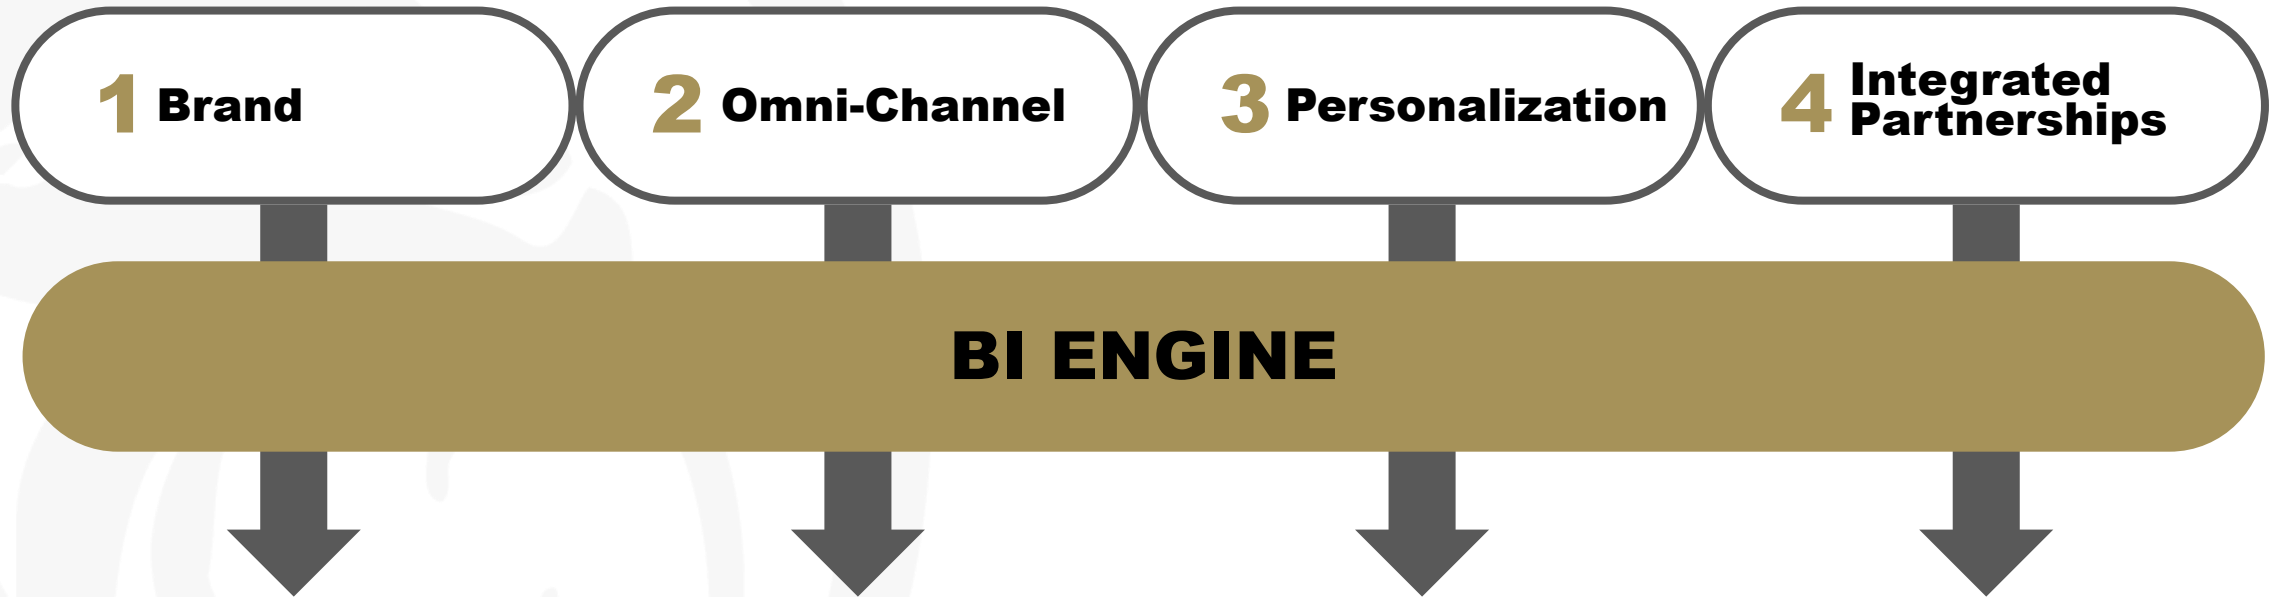 1 Brand
2 Omni-Channel
3 Personalization
4 Integrated
Partnerships
BI ENGINE